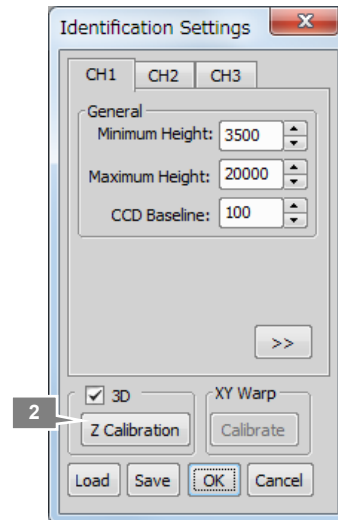 Identification Settings
CH1 CH2 CH3
General
Minimum Height: 3500
Maximum Height: 20000
CCD Baseline: 100
>>
3D XY Warp
2
Z Calibration Calibrate
Load Save OK Cancel